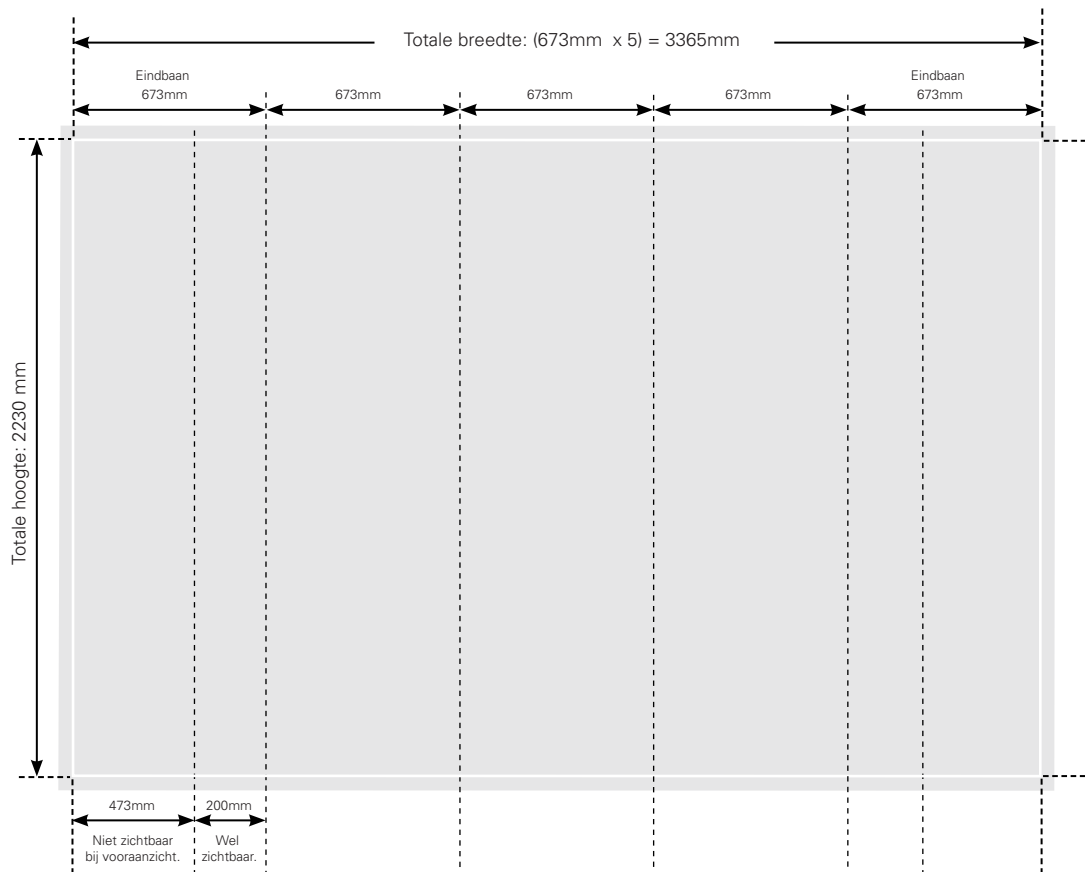 Totale breedte: (673mm  x 5) = 3365mm
Eindbaan
673mm
673mm
673mm
673mm
Eindbaan
673mm
Totale hoogte: 2230 mm
473mm
Niet zichtbaar
bij vooraanzicht.
200mm
Wel
zichtbaar.